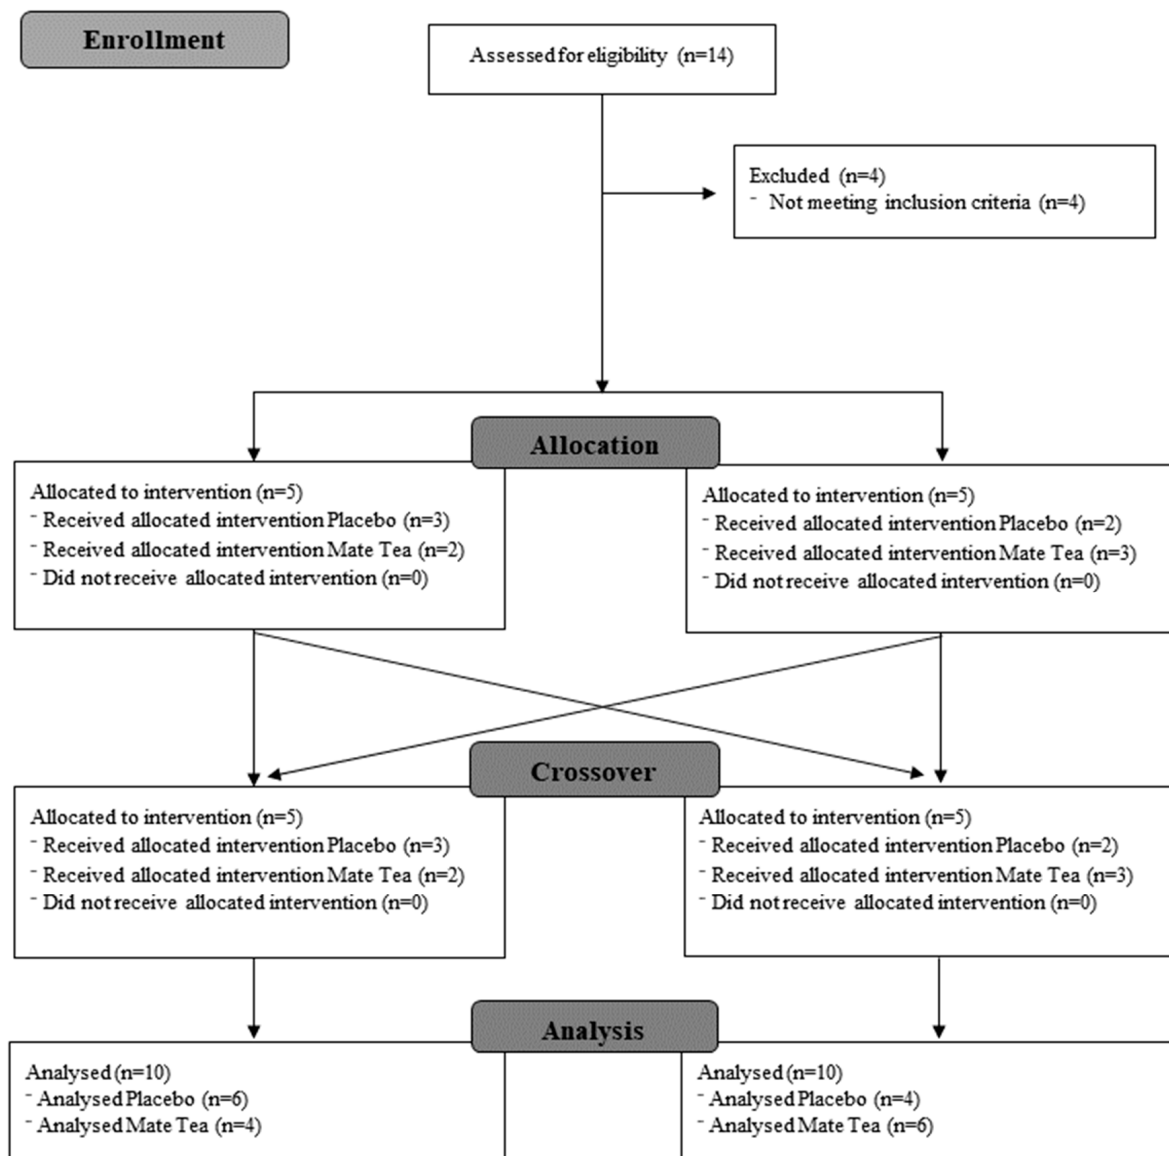 Enrollment
Assessed for eligibility (n=14)
Excluded (n=4)
- Not meeting inclusion criteria (n=4)
Allocation
Allocated to intervention (n=5)
- Received allocated intervention Placebo (n=3)
- Received allocated intervention Mate Tea (n=2)
- Did not receive allocated intervention (n=0)
Allocated to intervention (n=5)
- Received allocated intervention Placebo (n=2)
- Received allocated intervention Mate Tea (n=3)
- Did not receive allocated intervention (n=0)
Crossover
Allocated to intervention (n=5)
- Received allocated intervention Placebo (n=3)
- Received allocated intervention Mate Tea (n=2)
- Did not receive allocated intervention (n=0)
Allocated to intervention (n=5)
- Received allocated intervention Placebo (n=2)
- Received allocated intervention Mate Tea (n=3)
- Did not receive allocated intervention (n=0)
Analysis
Analysed (n=10)
- Analysed Placebo (n=6)
- Analysed Mate Tea (n=4)
Analysed (n=10)
- Analysed Placebo (n=4)
- Analysed Mate Tea (n=6)